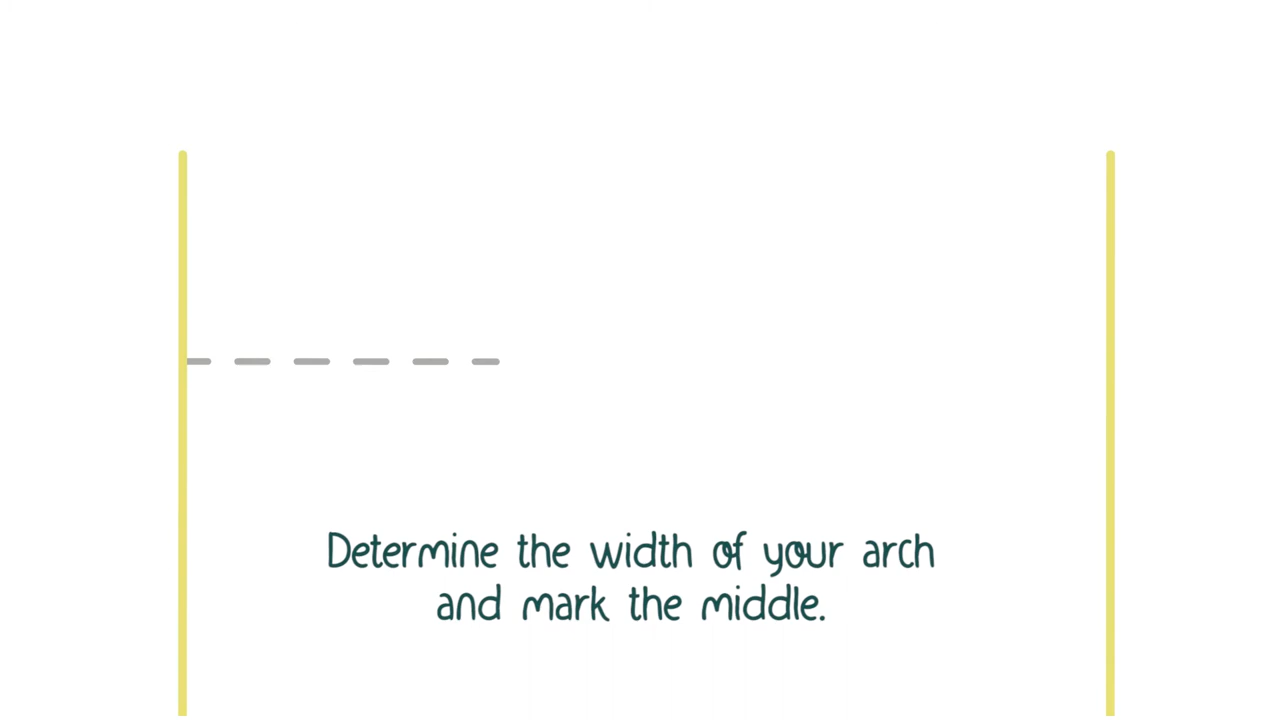 Determine the width of your arch
and mark the middle.